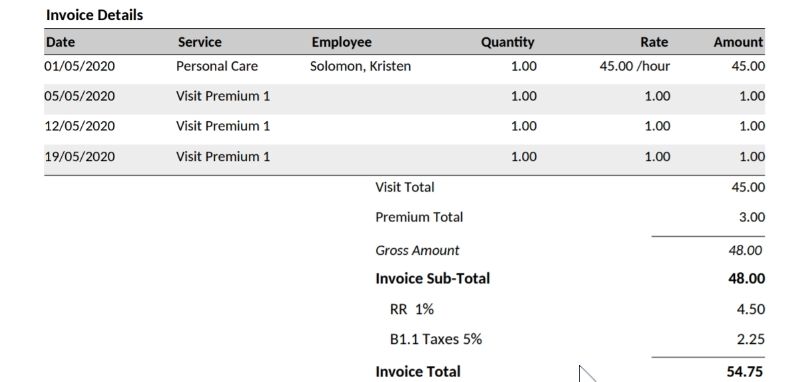 Invoice Details
Date Service Employee Quantity Rate Amount
01/05/2020 Personal Care Solomon, Kristen 1.00 45.00 /hour 45.00
05/05/2020 Visit Premium 1 1.00 1.00 1.00
12/05/2020 Visit Premium 1 1.00 1.00 1.00
19/05/2020 Visit Premium 1 1.00 1.00 1.00
Visit Total 45.00
Premium Total 3.00
Gross Amount 48.00
Invoice Sub-Total 48.00
RR 1% 4.50
B1.1 Taxes 5% 2.25
Invoice Total 54.75